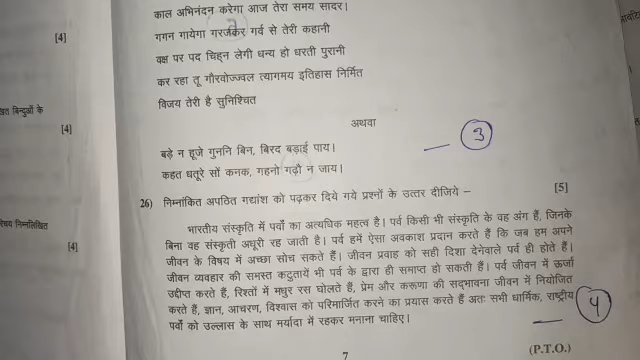 काल अभिनंदन करेगा आज तेरा समय सादर।
[4]
गगन गायेगा गरजकर गर्व से तेरी कहानी
वक्ष पर पद चिह्न लेगी धन्य हो धरती पुरानी
कर रहा तू गौरवोज्ज्वल त्यागमय इतिहास निर्मित
बिन्दुओं के
विजय तेरी है सुनिश्चित
[4]
अथवा
बड़े न हूजे गुननि बिन, बिरद बड़ाई पाय।
3
कहत धतूरे सों कनक, गहनो गढ़ौ न जाय।
26) निम्नांकित अपठित गद्यांश को पढ़कर दिये गये प्रश्नों के उत्तर दीजिये –
[5]
निम्नलिखित
भारतीय संस्कृति में पर्वों का अत्यधिक महत्व है। पर्व किसी भी संस्कृति के वह अंग हैं, जिनके
[4]
बिना वह संस्कृती अधूरी रह जाती है। पर्व हमें ऐसा अवकाश प्रदान करते हैं कि जब हम अपने
जीवन के विषय में अच्छा सोच सकते हैं। जीवन प्रवाह को सही दिशा देनेवाले पर्व ही होते हैं।
जीवन व्यवहार की समस्त कटुतायें भी पर्व के द्वारा ही समाप्त हो सकती हैं। पर्व जीवन में ऊर्जा
उद्दीप्त करते हैं, रिश्तों में मधुर रस घोलते हैं, प्रेम और करूणा की सद्‌भावना जीवन में नियोजित
करते हैं, ज्ञान, आचरण, विश्वास को परिमार्जित करने का प्रयास करते हैं अतः सभी धार्मिक, राष्ट्रीय
पर्वों को उल्लास के साथ मर्यादा में रहकर मनाना चाहिए।
4
7
(P.T.O.)